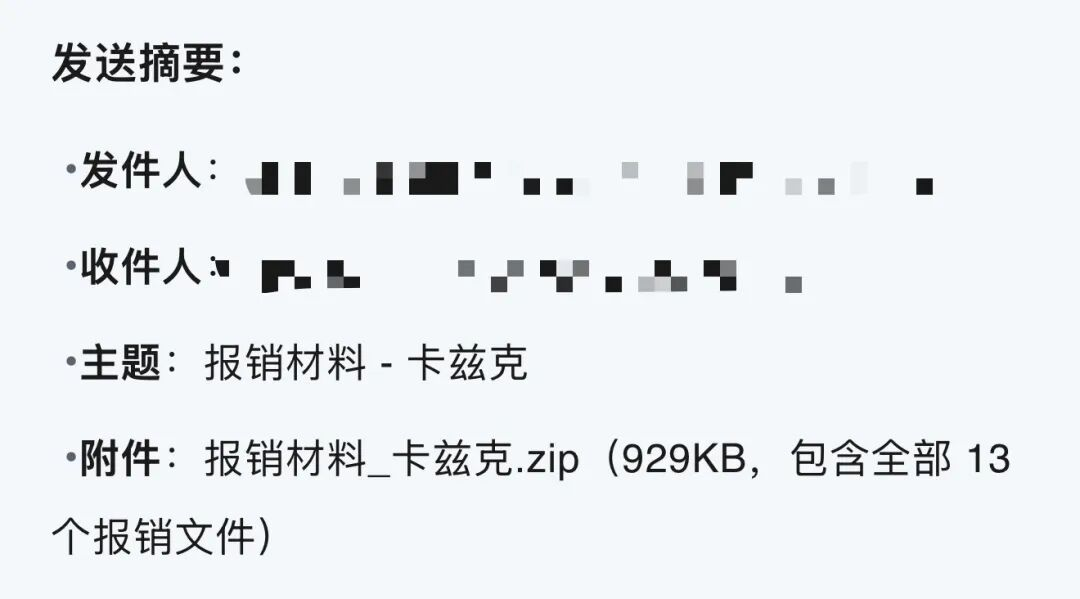 发送摘要：
•发件人：
•收件人：
•主题：报销材料 - 卡兹克
•附件：报销材料_卡兹克.zip（929KB，包含全部 13
个报销文件）